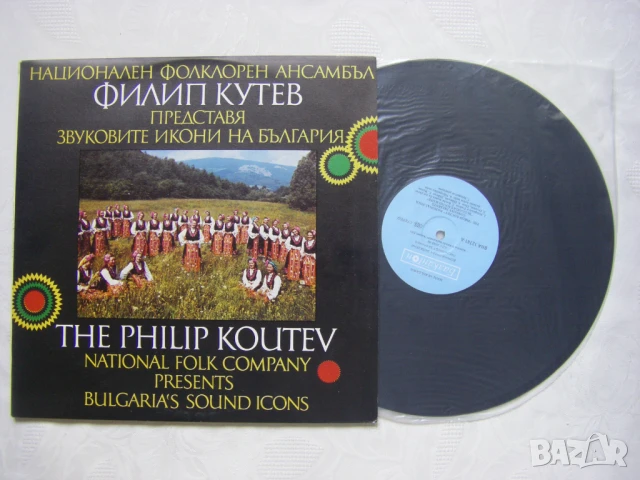 НАЦИОНАЛЕН ФОЛКЛОРЕН АНСАМБЪЛ
ФИЛИП КУТЕВ
ПРЕДСТАВЯ
ЗВУКОВИТЕ ИКОНИ НА БЪЛГАРИЯ
THE PHILIP KOUTEV
NATIONAL FOLK COMPANY
PRESENTS
BULGARIA'S SOUND ICONS
BAZAR